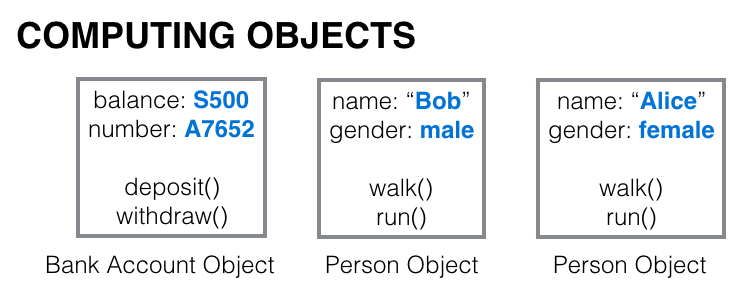 COMPUTING OBJECTS
balance: S500
number: A7652
deposit()
withdraw()
Bank Account Object
name: “Bob”
gender: male
walk()
run()
Person Object
name: “Alice”
gender: female
walk()
run()
Person Object